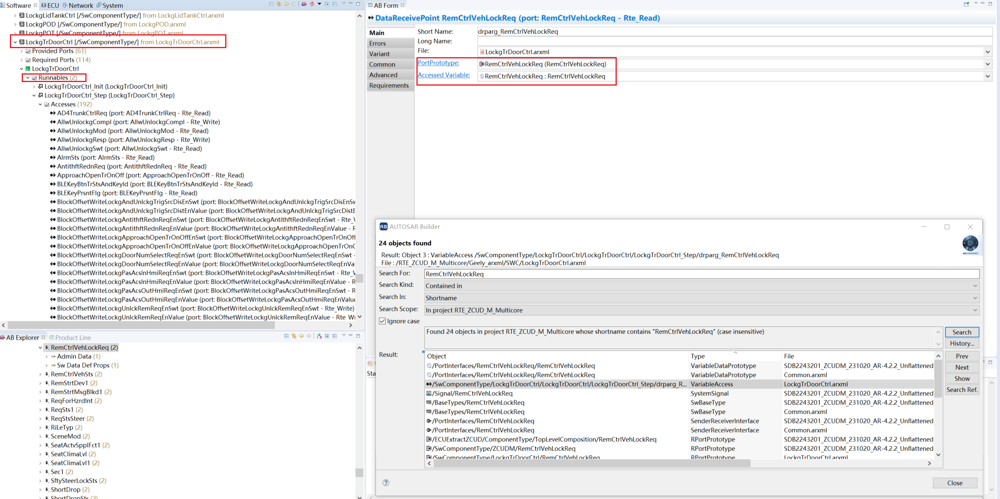 Software
ECU
Network
System
LockgLidTankCtrl [/SwComponentType/] from LockgLidTankCtrl.arxml
LockgPOD [/SwComponentType/] from LockgPOD.arxml
LockgPOT [/SwComponentType/] from LockgPOT.arxml
LockgTrDoorCtrl [/SwComponentType/] from LockgTrDoorCtrl.arxml
Provided Ports (61)
Required Ports (114)
LockgTrDoorCtrl
Runnables (2)
LockgTrDoorCtrl_Init (LockgTrDoorCtrl_Init)
LockgTrDoorCtrl_Step (LockgTrDoorCtrl_Step)
Accesses (192)
AD4TrunkCtrlReq (port: AD4TrunkCtrlReq - Rte_Read)
AllwUnlockgCompl (port: AllwUnlockgCompl - Rte_Write)
AllwUnlockgMod (port: AllwUnlockgMod - Rte_Read)
AllwUnlockgResp (port: AllwUnlockgResp - Rte_Write)
AllwUnlockgSwt (port: AllwUnlockgSwt - Rte_Read)
AlrmSts (port: AlrmSts - Rte_Read)
AntithftRednReq (port: AntithftRednReq - Rte_Read)
ApproachOpenTrOnOff (port: ApproachOpenTrOnOff - Rte_Read)
BLEKeyBtnTrStsAndKeyId (port: BLEKeyBtnTrStsAndKeyId - Rte_Read)
BLEKeyPrsntFlg (port: BLEKeyPrsntFlg - Rte_Read)
BlockOffsetWriteLockgAndUnlckgTrigSrcDisEnSwt (port: BlockOffsetWriteLockgAndUnlckgTrigSrcDisEnSw
BlockOffsetWriteLockgAndUnlckgTrigSrcDistEnValue (port: BlockOffsetWriteLockgAndUnlckgTrigSrcDistE
BlockOffsetWriteLockgAntithftRednReqEnSwt (port: BlockOffsetWriteLockgAntithftRednReqEnSwt - Rte_W
BlockOffsetWriteLockgAntithftRednReqEnValue (port: BlockOffsetWriteLockgAntithftRednReqEnValue - R
BlockOffsetWriteLockgApproachOpenTrOnOffEnSwt (port: BlockOffsetWriteLockgApproachOpenTrOnOff
BlockOffsetWriteLockgApproachOpenTrOnOffEnValue (port: BlockOffsetWriteLockgApproachOpenTrOnO
BlockOffsetWriteLockgDoorNumSelectReqEnSwt (port: BlockOffsetWriteLockgDoorNumSelectReqEnSwt -
BlockOffsetWriteLockgDoorNumSelectReqEnValue (port: BlockOffsetWriteLockgDoorNumSelectReqEnVa
BlockOffsetWriteLockgPasAcsInHmiReqEnSwt (port: BlockOffsetWriteLockgPasAcsInHmiReqEnSwt - Rte_W
BlockOffsetWriteLockgPasAcsInHmiReqEnValue (port: BlockOffsetWriteLockgPasAcsInHmiReqEnValue - R
BlockOffsetWriteLockgPasAcsOutHmiReqEnSwt (port: BlockOffsetWriteLockgPasAcsOutHmiReqEnSwt - R
BlockOffsetWriteLockgPasAcsOutHmiReqEnValue (port: BlockOffsetWriteLockgPasAcsOutHmiReqEnValue
BlockOffsetWriteLockgUnlckRemReqEnSwt (port: BlockOffsetWriteLockgUnlckRemReqEnSwt - Rte_Write)
BlockOffsetWriteLockgUnlckRemReqEnValue (port: BlockOffsetWriteLockgUnlckRemReqEnValue - Rte_Wr
AB Explorer
Product Line
RemCtrlVehLockReq (2)
Admin Data (1)
Sw Data Def Props (1)
RemCtrlVehSts (2)
RemStrtDev1 (2)
RemStrtMsgBlkd1 (2)
ReqForHzrdInt (2)
ReqSts1 (2)
ReqStsSteer (2)
RiLeTyp (2)
SceneMod (2)
SeatActvSpplFct1 (2)
SeatClimaLvl (2)
SeatClimaLvl1 (2)
Sec1 (2)
SftySteerLockSts (2)
ShortDrop (2)
ShortDropSts (2)
AB Form
DataReceivePoint RemCtrlVehLockReq (port: RemCtrlVehLockReq - Rte_Read)
Main
Errors
Variant
Common
Advanced
Requirements
Short Name: drparg_RemCtrlVehLockReq
Long Name:
File: LockgTrDoorCtrl.arxml
PortPrototype: RemCtrlVehLockReq (RemCtrlVehLockReq)
Accessed Variable: RemCtrlVehLockReq : RemCtrlVehLockReq
Sta
AB AUTOSAR Builder
24 objects found
3DEXPERIENCE
Result: Object 3 : VariableAccess /SwComponentType/LockgTrDoorCtrl/LockgTrDoorCtrl/LockgTrDoorCtrl_Step/drparg_RemCtrlVehLockReq
File : /RTE_ZCUD_M_Multicore/Geely_arxml/SWC/LockgTrDoorCtrl.arxml
Search For: RemCtrlVehLockReq
Search Kind: Contained in
Search In: Shortname
Search Scope: In project RTE_ZCUD_M_Multicore
Ignore case
Found 24 objects in project RTE_ZCUD_M_Multicore whose shortname contains "RemCtrlVehLockReq" (case insensitive)
Search
History...
Result:
Prev
Next
Show
Search Ref.
Object Type File
/PortInterfaces/RemCtrlVehLockReq/RemCtrlVehLockReq VariableDataPrototype SDB2243201_ZCUDM_231020_AR-4.2.2_Unflattened_
/PortInterfaces/RemCtrlVehLockReq/RemCtrlVehLockReq VariableDataPrototype Common.arxml
/SwComponentType/LockgTrDoorCtrl/LockgTrDoorCtrl/LockgTrDoorCtrl_Step/drparg_R... VariableAccess LockgTrDoorCtrl.arxml
/Signal/RemCtrlVehLockReq SystemSignal SDB2243201_ZCUDM_231020_AR-4.2.2_Unflattened_
/BaseTypes/RemCtrlVehLockReq SwBaseType SDB2243201_ZCUDM_231020_AR-4.2.2_Unflattened_
/BaseTypes/RemCtrlVehLockReq SwBaseType Common.arxml
/PortInterfaces/RemCtrlVehLockReq SenderReceiverInterface SDB2243201_ZCUDM_231020_AR-4.2.2_Unflattened_
/PortInterfaces/RemCtrlVehLockReq SenderReceiverInterface Common.arxml
/ECUExtractZCUD/ComponentType/TopLevelComposition/RemCtrlVehLockReq RPortPrototype SDB2243201_ZCUDM_231020_AR-4.2.2_Unflattened_
/SwComponentType/ZCUDM/RemCtrlVehLockReq RPortPrototype SDB2243201_ZCUDM_231020_AR-4.2.2_Unflattened_
/SwComponentType/LockgTrDoorCtrl/RemCtrlVehLockReq RPortPrototype LockgTrDoorCtrl.arxml
Close